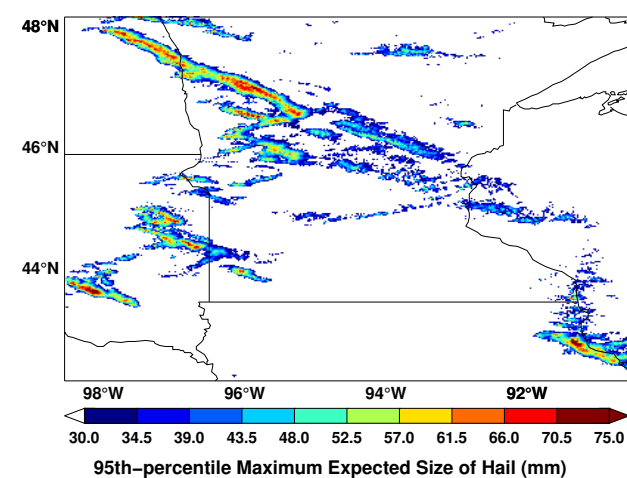 48°N
46°N
44°N
98°W 96°W 94°W 92°W
30.0 34.5 39.0 43.5 48.0 52.5 57.0 61.5 66.0 70.5 75.0
95th−percentile Maximum Expected Size of Hail (mm)